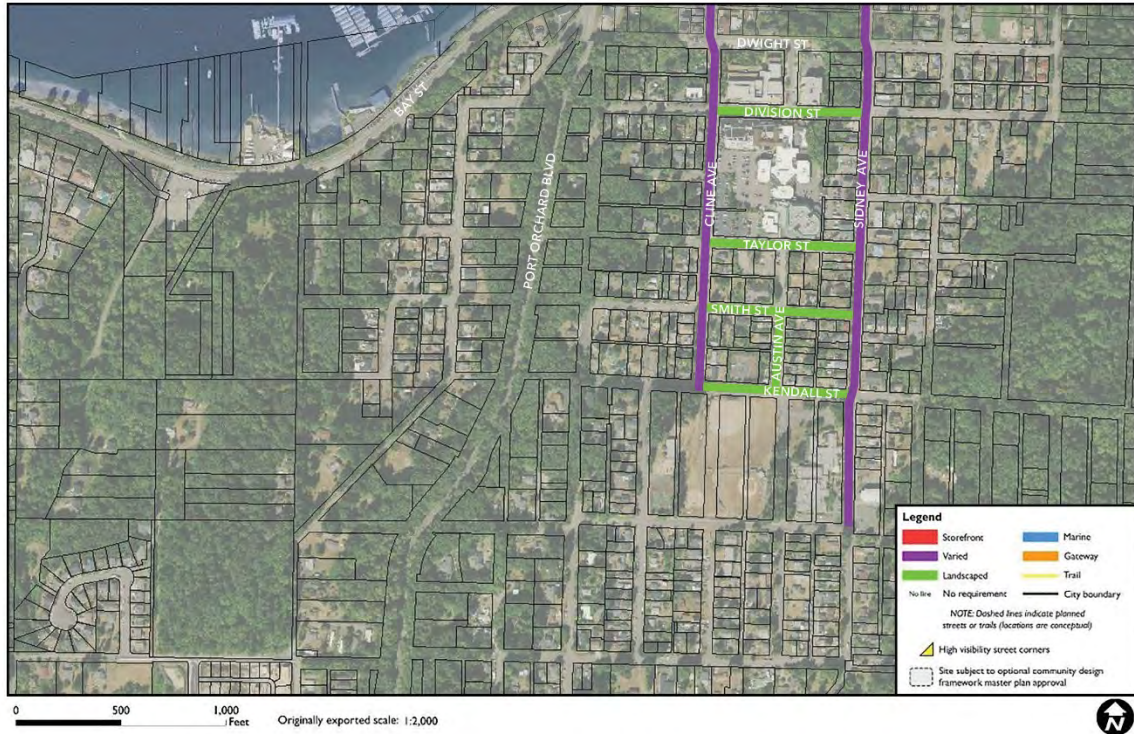 DWIGHT ST
DIVISION ST
BAY ST
PORT ORCHARD BLVD
CLINE AVE
SIDNEY AVE
TAYLOR ST
SMITH ST
AUSTIN AVE
KENDALL ST
Legend
Storefront
Marine
Varied
Gateway
Landscaped
Trail
No line No requirement
City boundary
NOTE: Dashed lines indicate planned
streets or trails (locations are conceptual)
High visibility street corners
Site subject to optional community design
framework master plan approval
0 500 1,000
Feet
Originally exported scale: 1:2,000
N